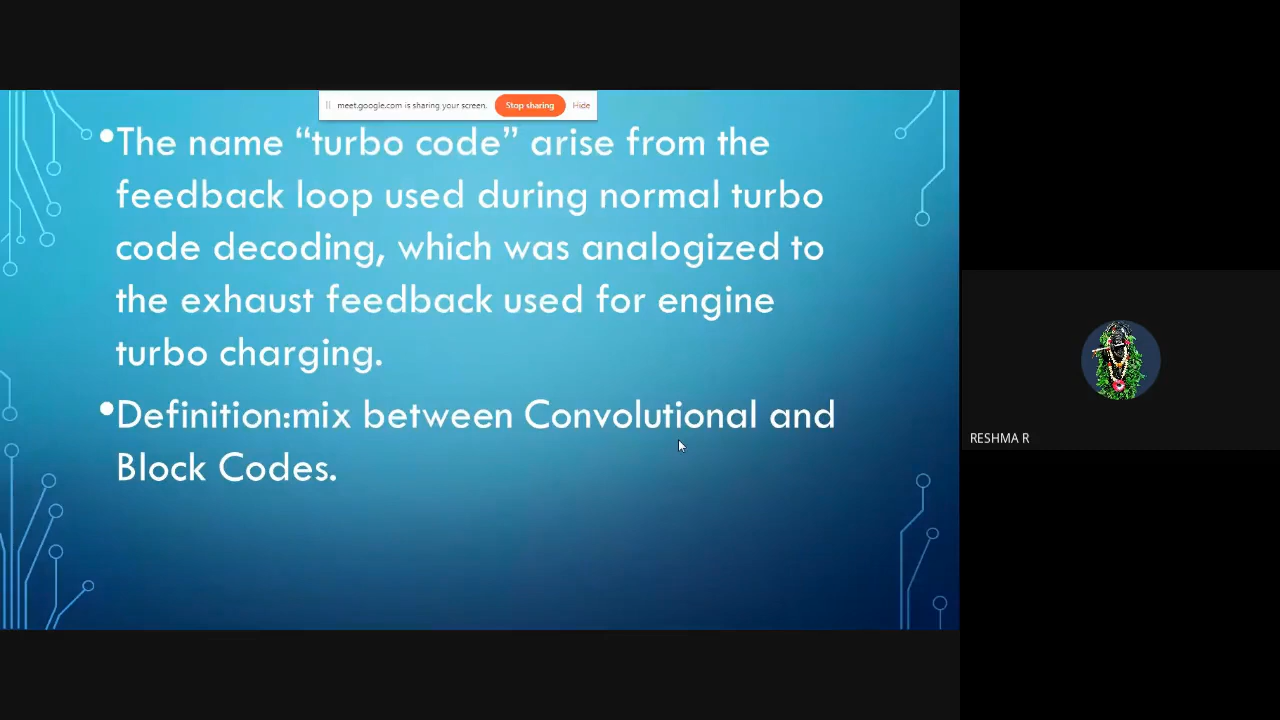 meet.google.com is sharing your screen. Stop sharing Hide
•The name “turbo code” arise from the
feedback loop used during normal turbo
code decoding, which was analogized to
the exhaust feedback used for engine
turbo charging.
•Definition:mix between Convolutional and
Block Codes.
RESHMA R